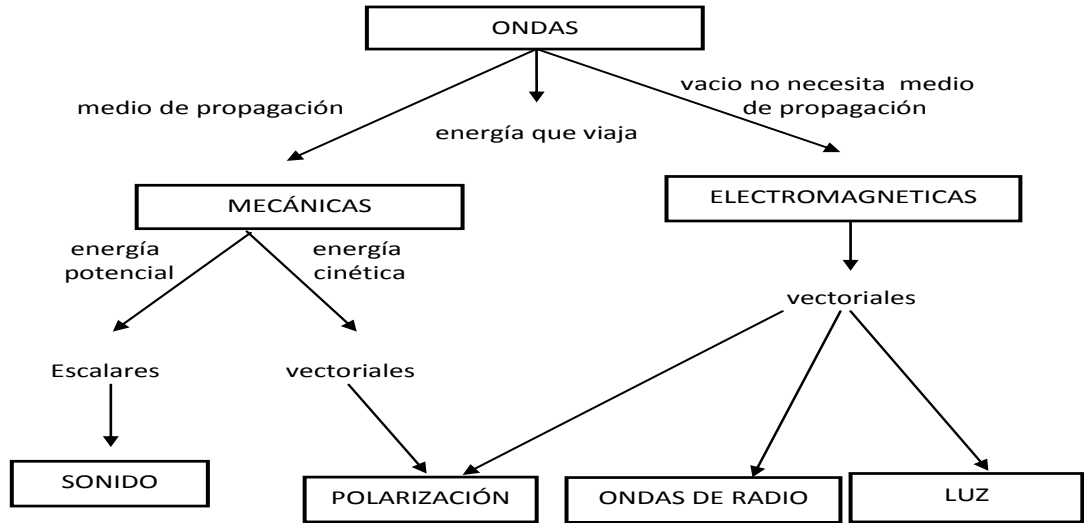 ONDAS
medio de propagación
energía que viaja
vacio no necesita medio
de propagación
MECÁNICAS
ELECTROMAGNETICAS
energía
potencial
energía
cinética
Escalares
vectoriales
vectoriales
SONIDO
POLARIZACIÓN
ONDAS DE RADIO
LUZ